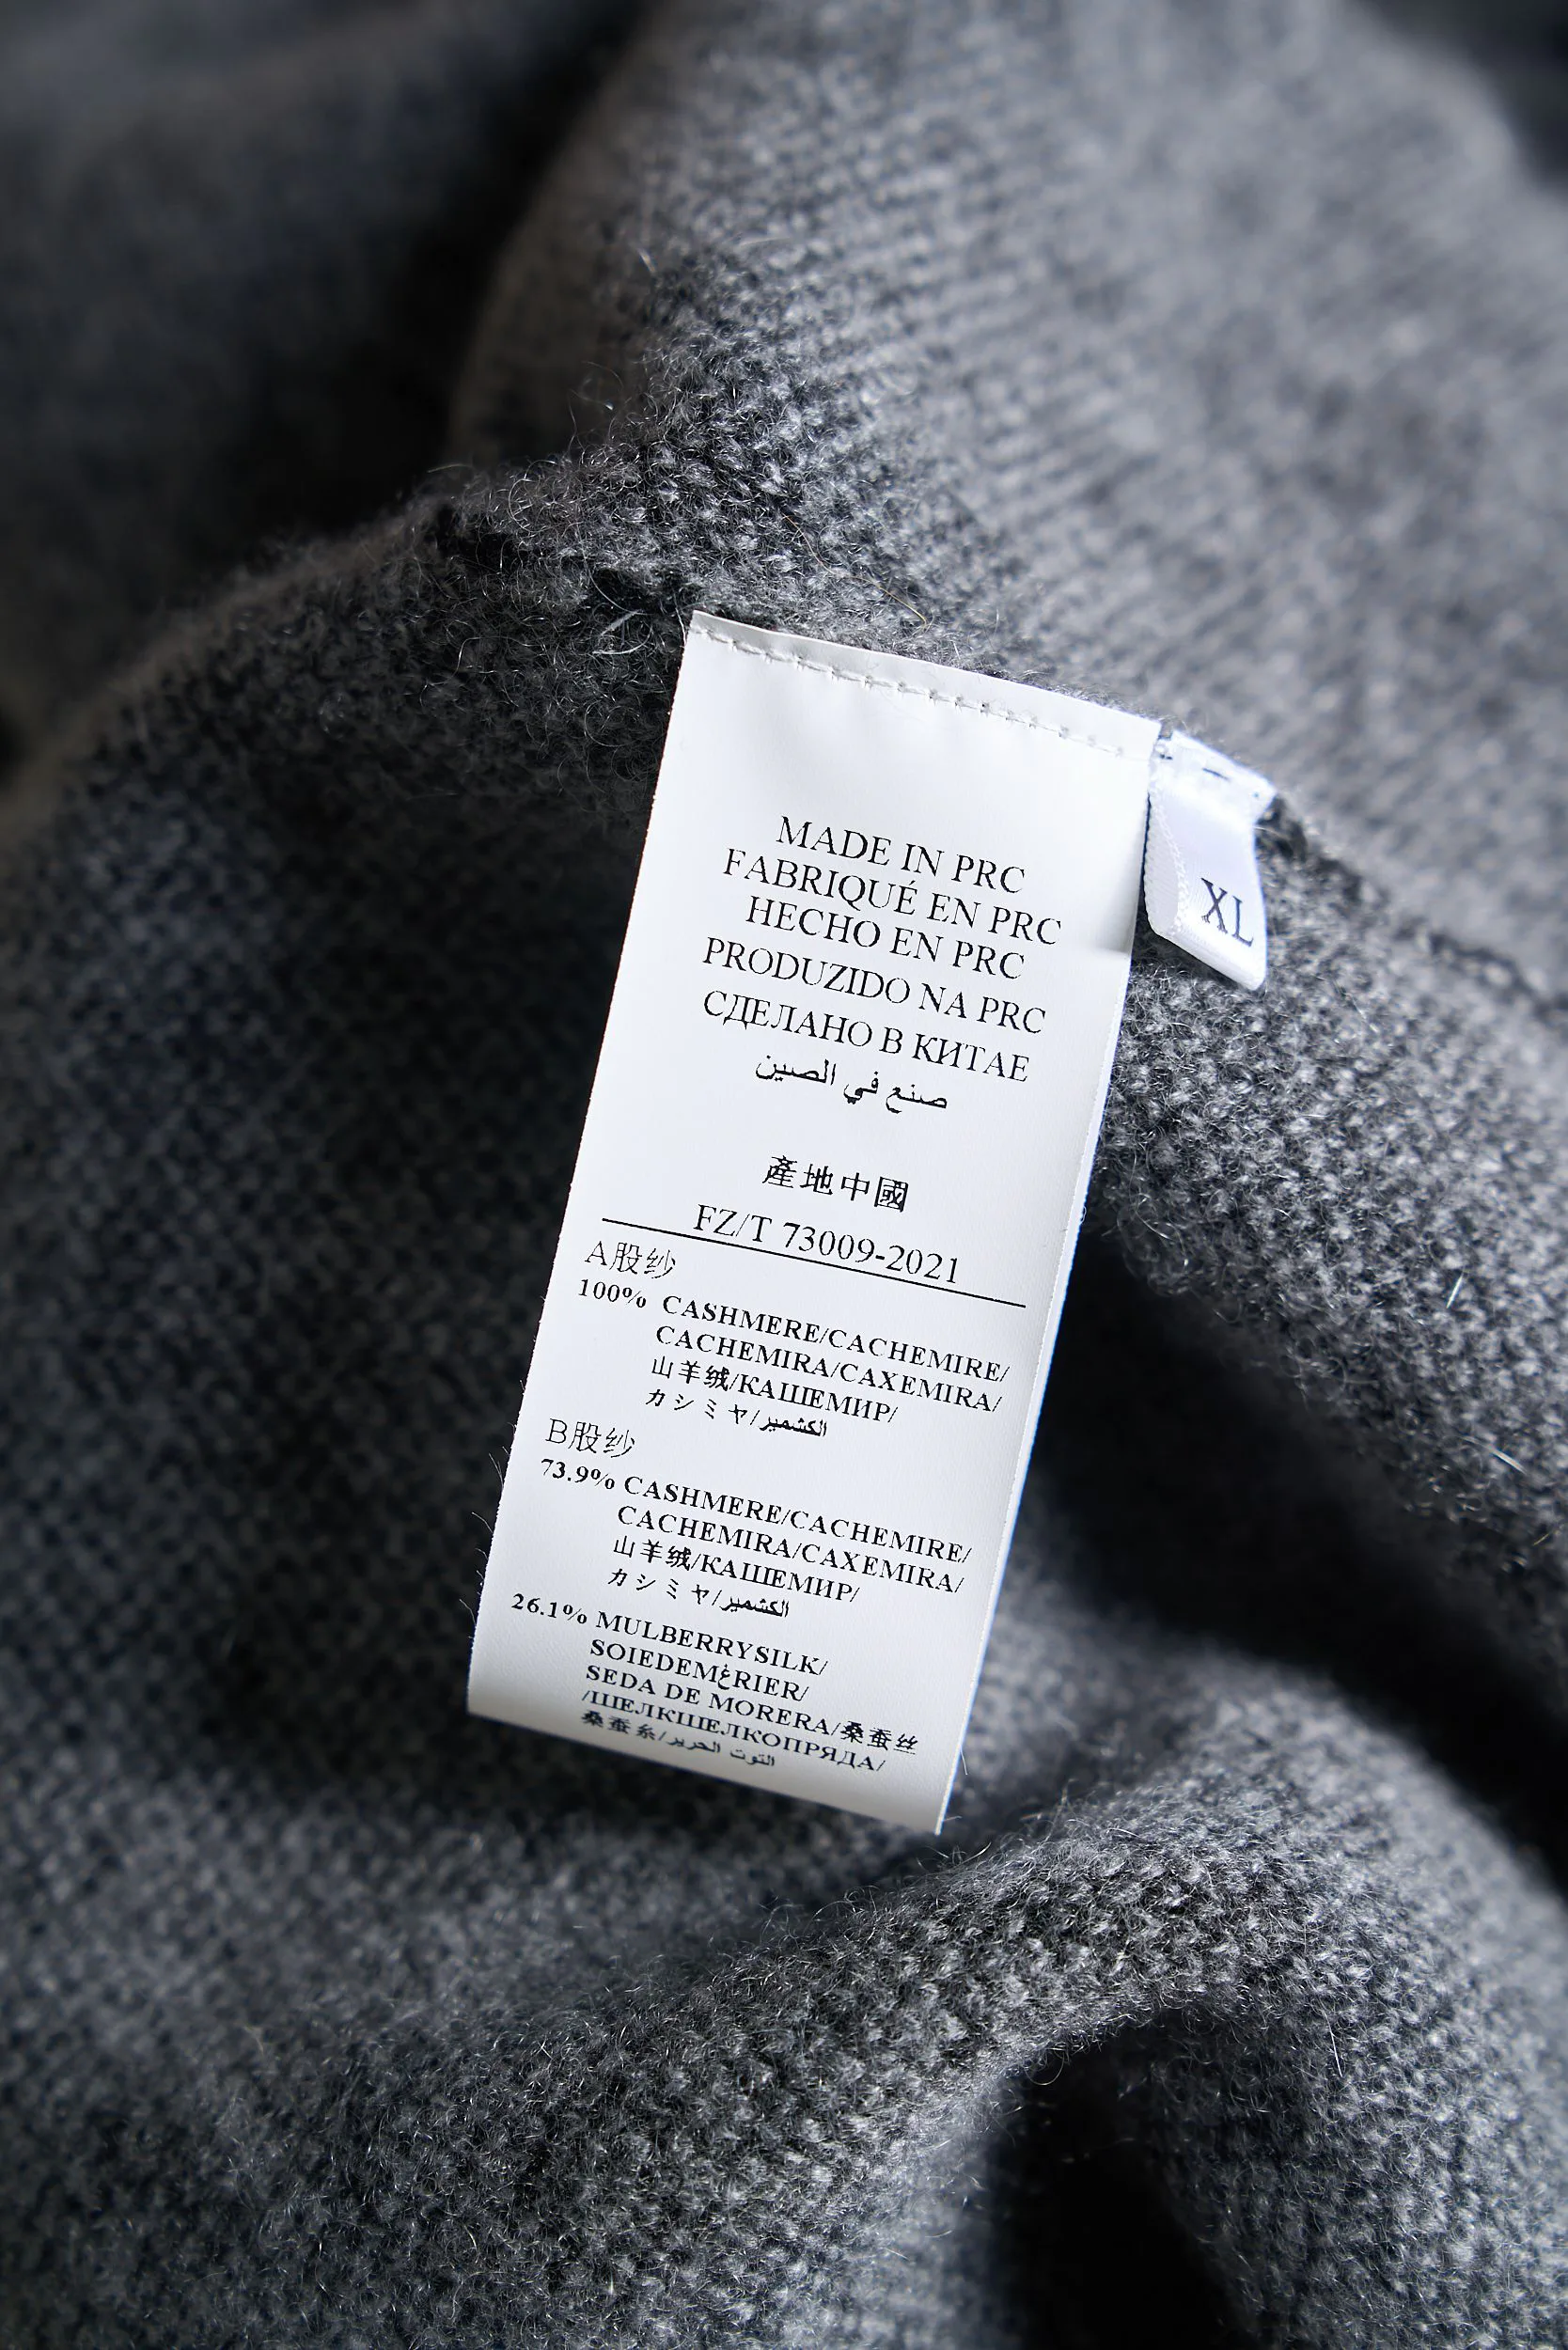 MADE IN PRC
FABRIQUÉ EN PRC
HECHO EN PRC
PRODUZIDO NA PRC
СДЕЛАНО В КИТАЕ
صنع في الصين
產地中國
FZ/T 73009-2021
A股纱
100% CASHMERE/CACHEMIRE/
CACHEMIRA/CAXEMIRA/
山羊绒/КАШЕМИР/
カシミヤ/الكشمير
B股纱
73.9% CASHMERE/CACHEMIRE/
CACHEMIRA/CAXEMIRA/
山羊绒/КАШЕМИР/
カシミヤ/الكشمير
26.1% MULBERRYSILK/
SOIEDEMغRIER/
SEDA DE MORERA/桑蚕丝
/ШЕЛКШЕЛКОПРЯДА/
桑蚕糸/التوت الحرير
XL